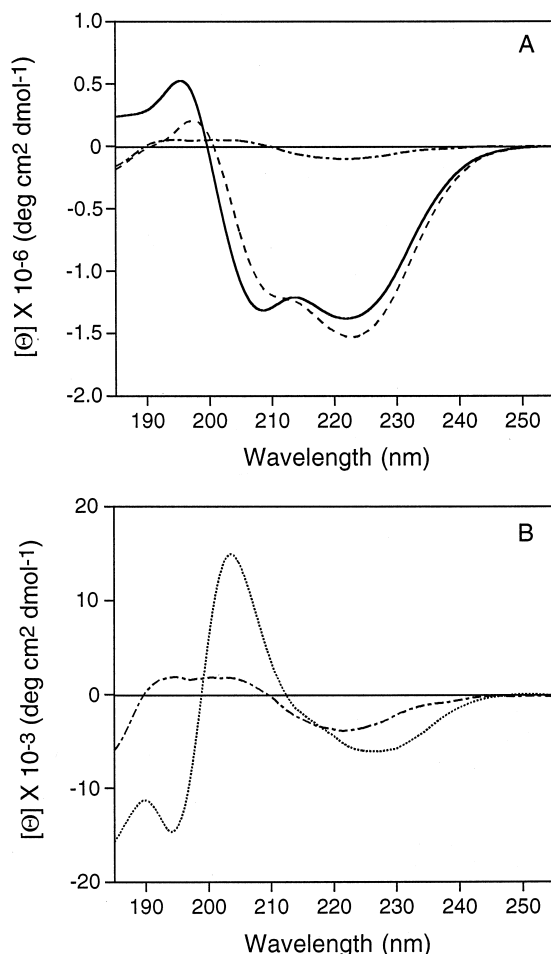 A
[Θ] X 10-6 (deg cm2 dmol-1)
1.0
0.5
0
-0.5
-1.0
-1.5
-2.0
190 200 210 220 230 240 250
Wavelength (nm)
B
[Θ] X 10-3 (deg cm2 dmol-1)
20
10
0
-10
-20
190 200 210 220 230 240 250
Wavelength (nm)